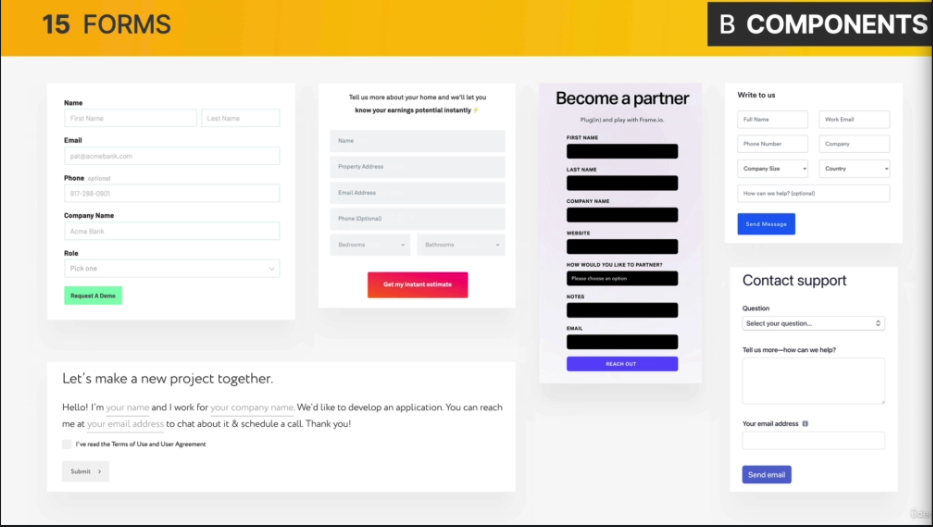 15 FORMS
B COMPONENTS
Name
First Name
Last Name
Email
pat@acmebank.com
Phone optional
917-288-0801
Company Name
Acme Bank
Role
Pick one
Request A Demo
Tell us more about your home and we'll let you
know your earnings potential instantly⚡
Name
Property Address
Email Address
Phone (Optional)
Bedrooms
Bathrooms
Get my instant estimate
Become a partner
Plug(in) and play with Frame.io.
FIRST NAME
LAST NAME
COMPANY NAME
WEBSITE
HOW WOULD YOU LIKE TO PARTNER?
Please choose an option
NOTES
EMAIL
REACH OUT
Write to us
Full Name
Work Email
Phone Number
Company
Company Size
Country
How can we help? (optional)
Send Message
Contact support
Question
Select your question...
Tell us more—how can we help?
Your email address
Send email
Let's make a new project together.
Hello! I'm your name and I work for your company name. We'd like to develop an application. You can reach
me at your email address to chat about it & schedule a call. Thank you!
I've read the Terms of Use and User Agreement
Submit